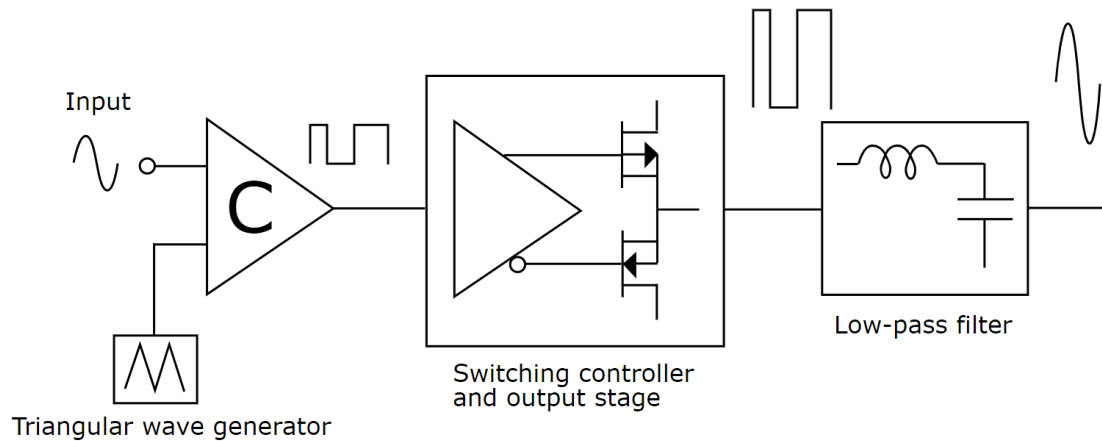 Input
C
Switching controller
and output stage
Low-pass filter
Triangular wave generator